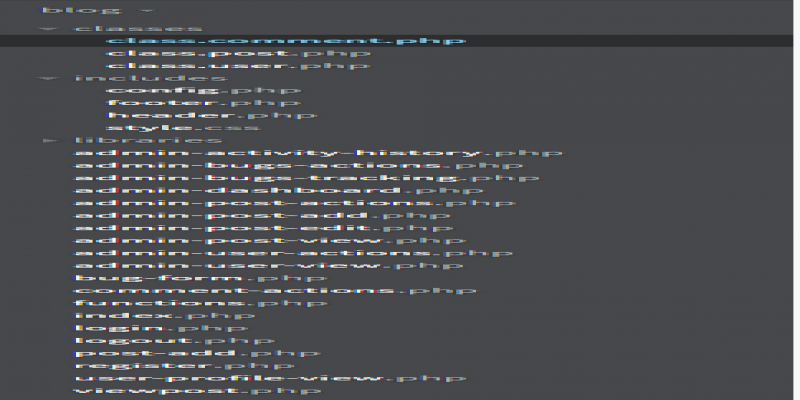 blog
classes
class.comment.php
class.post.php
class.user.php
includes
config.php
footer.php
header.php
style.css
libraries
admin-activity-history.php
admin-bugs-actions.php
admin-bugs-tracking.php
admin-dashboard.php
admin-post-actions.php
admin-post-add.php
admin-post-edit.php
admin-post-view.php
admin-user-actions.php
admin-user-view.php
bug-form.php
comment-actions.php
functions.php
index.php
login.php
logout.php
post-add.php
register.php
user-profile-view.php
viewpost.php